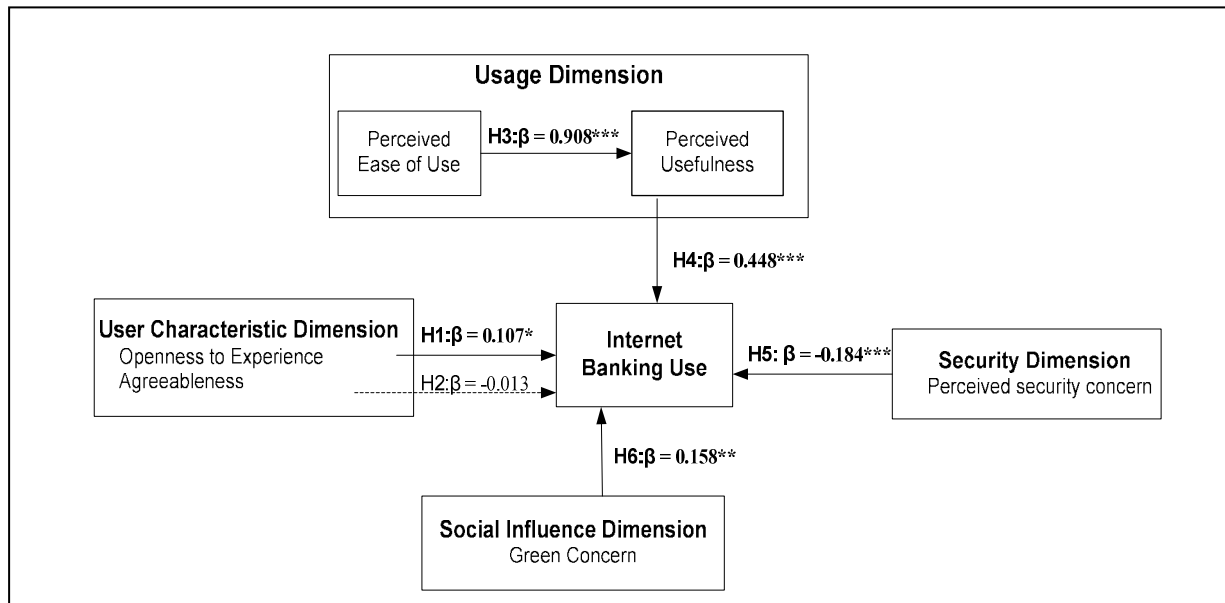 Usage Dimension
Perceived
Ease of Use
H3:β = 0.908***
Perceived
Usefulness
H4:β = 0.448***
User Characteristic Dimension
Openness to Experience
Agreeableness
H1:β = 0.107*
H2:β = -0.013
Internet
Banking Use
H5: β = -0.184***
Security Dimension
Perceived security concern
H6:β = 0.158**
Social Influence Dimension
Green Concern